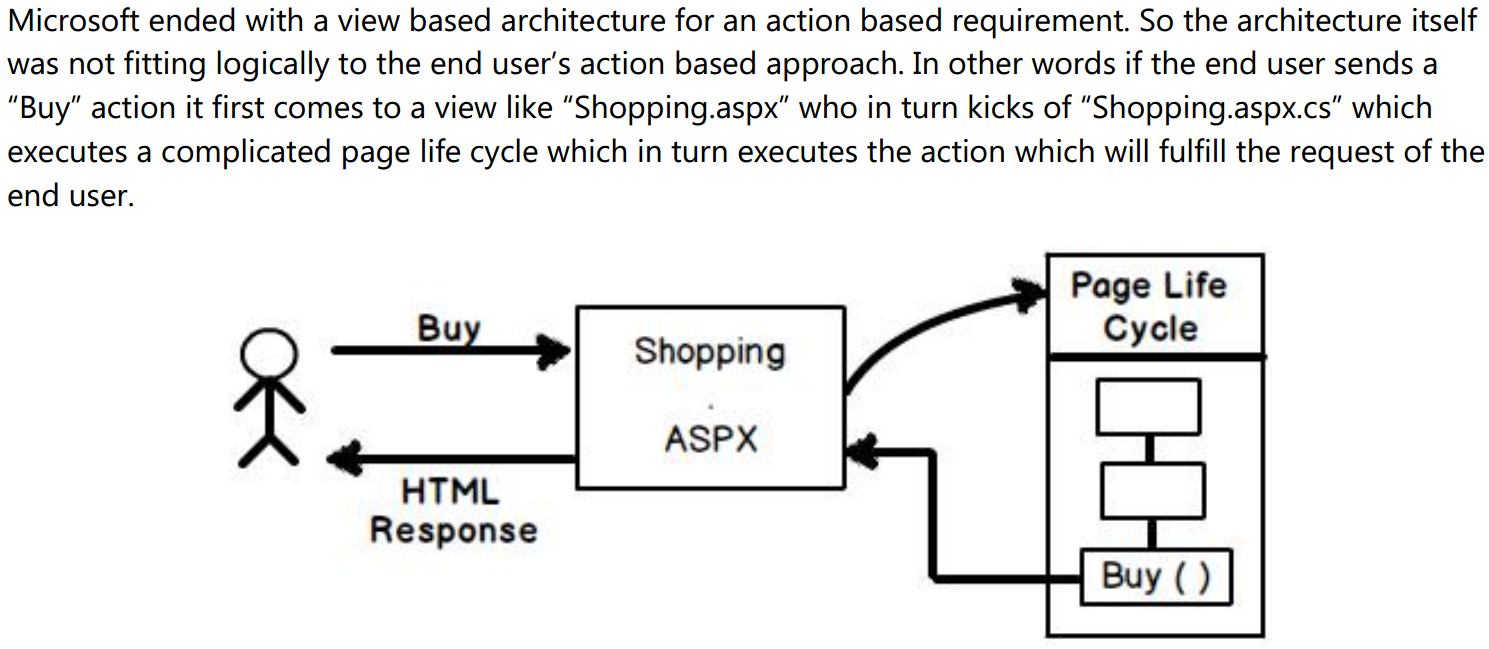 Microsoft ended with a view based architecture for an action based requirement. So the architecture itself
was not fitting logically to the end user’s action based approach. In other words if the end user sends a
“Buy” action it first comes to a view like “Shopping.aspx” who in turn kicks of “Shopping.aspx.cs” which
executes a complicated page life cycle which in turn executes the action which will fulfill the request of the
end user.
Buy
HTML
Response
Shopping
.
ASPX
Page Life
Cycle
Buy ( )